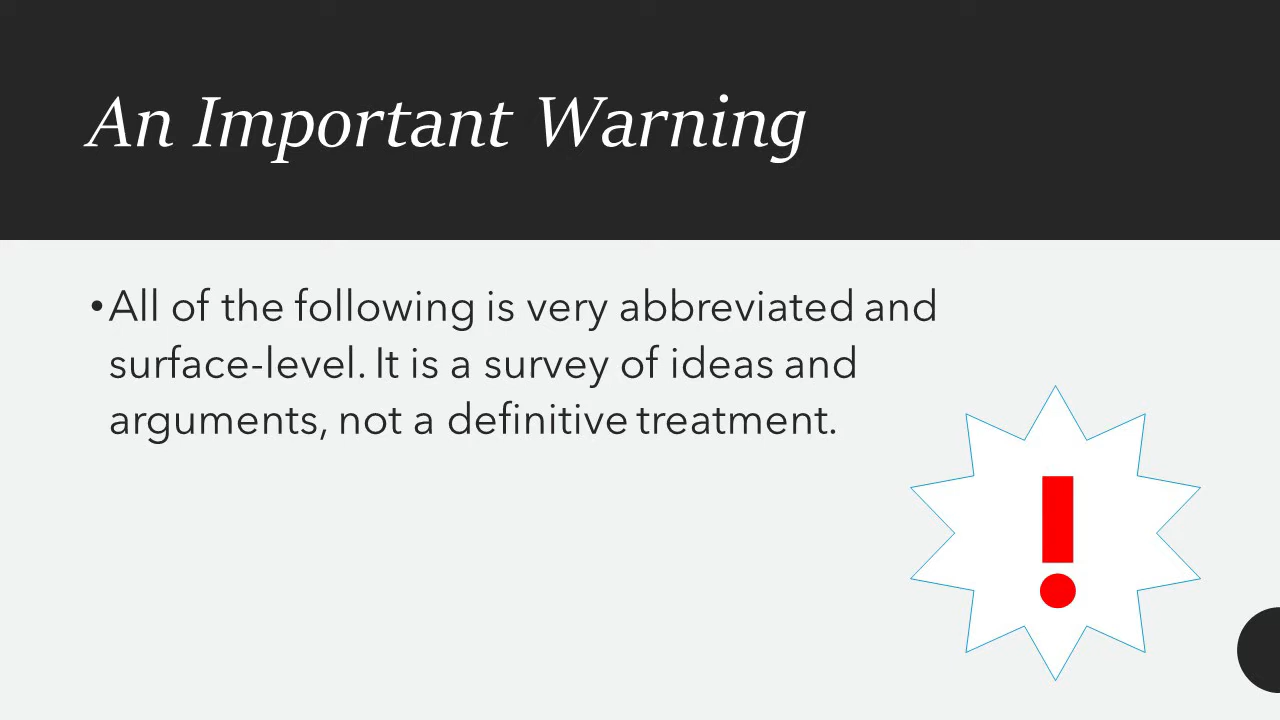 An Important Warning
•All of the following is very abbreviated and
surface-level. It is a survey of ideas and
arguments, not a definitive treatment.
!